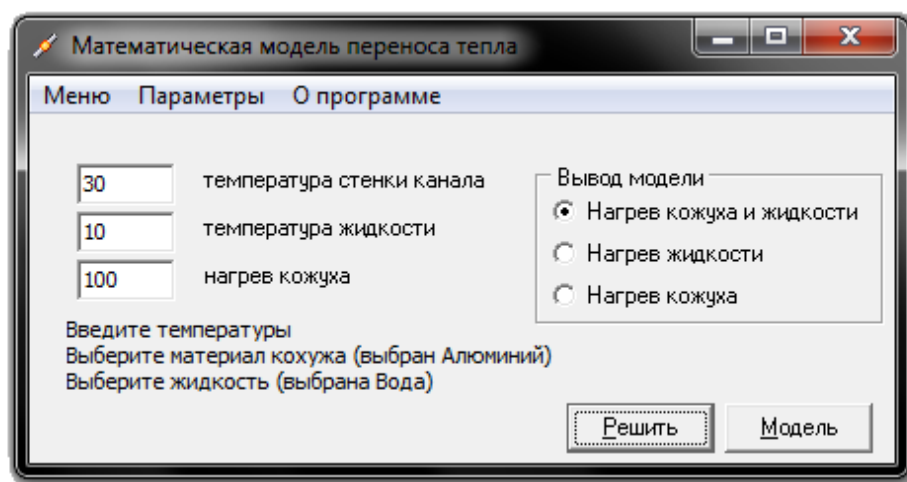 Математическая модель переноса тепла
Меню Параметры О программе
30 температура стенки канала
10 температура жидкости
100 нагрев кожуха
Вывод модели
Нагрев кожуха и жидкости
Нагрев жидкости
Нагрев кожуха
Введите температуры
Выберите материал кохужа (выбран Алюминий)
Выберите жидкость (выбрана Вода)
Решить Модель